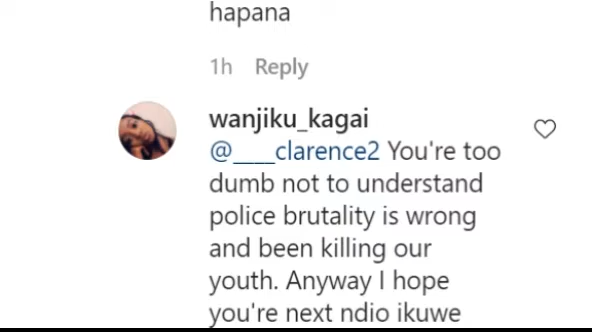 hapana
1h Reply
wanjiku_kagai
@____clarence2 You're too
dumb not to understand
police brutality is wrong
and been killing our
youth. Anyway I hope
you're next ndio ikuwe